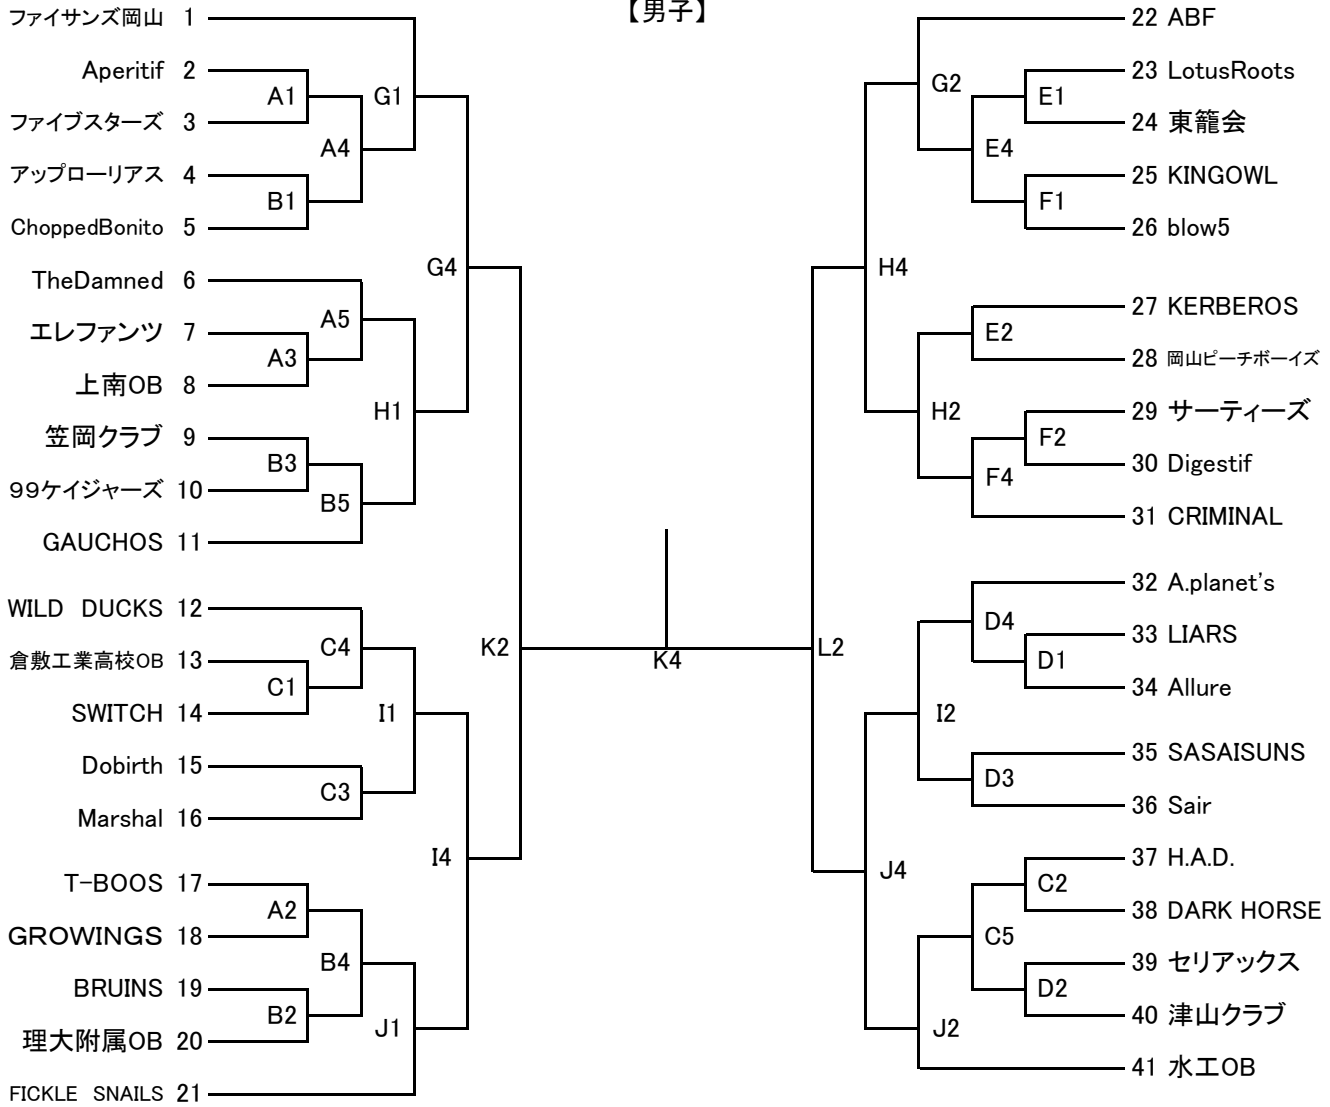 【男子】
ファイサンズ岡山 1
Aperitif 2
A1
ファイブスターズ 3
G1
A4
アップローリアス 4
B1
ChoppedBonito 5
G4
TheDamned 6
A5
エレファンツ 7
A3
上南OB 8
H1
笠岡クラブ 9
B3
99ケイジャーズ 10
B5
GAUCHOS 11
K2
WILD DUCKS 12
C4
倉敷工業高校OB 13
C1
SWITCH 14
I1
Dobirth 15
C3
Marshal 16
I4
T-BOOS 17
A2
GROWINGS 18
B4
BRUINS 19
B2
理大附属OB 20
J1
FICKLE SNAILS 21
K4
L2
22 ABF
G2
23 LotusRoots
E1
24 東籠会
E4
25 KINGOWL
F1
26 blow5
H4
27 KERBEROS
E2
28 岡山ピーチボーイズ
H2
29 サーティーズ
F2
30 Digestif
F4
31 CRIMINAL
32 A.planet's
D4
33 LIARS
D1
34 Allure
I2
35 SASAISUNS
D3
36 Sair
J4
37 H.A.D.
C2
38 DARK HORSE
C5
39 セリアックス
D2
40 津山クラブ
J2
41 水工OB